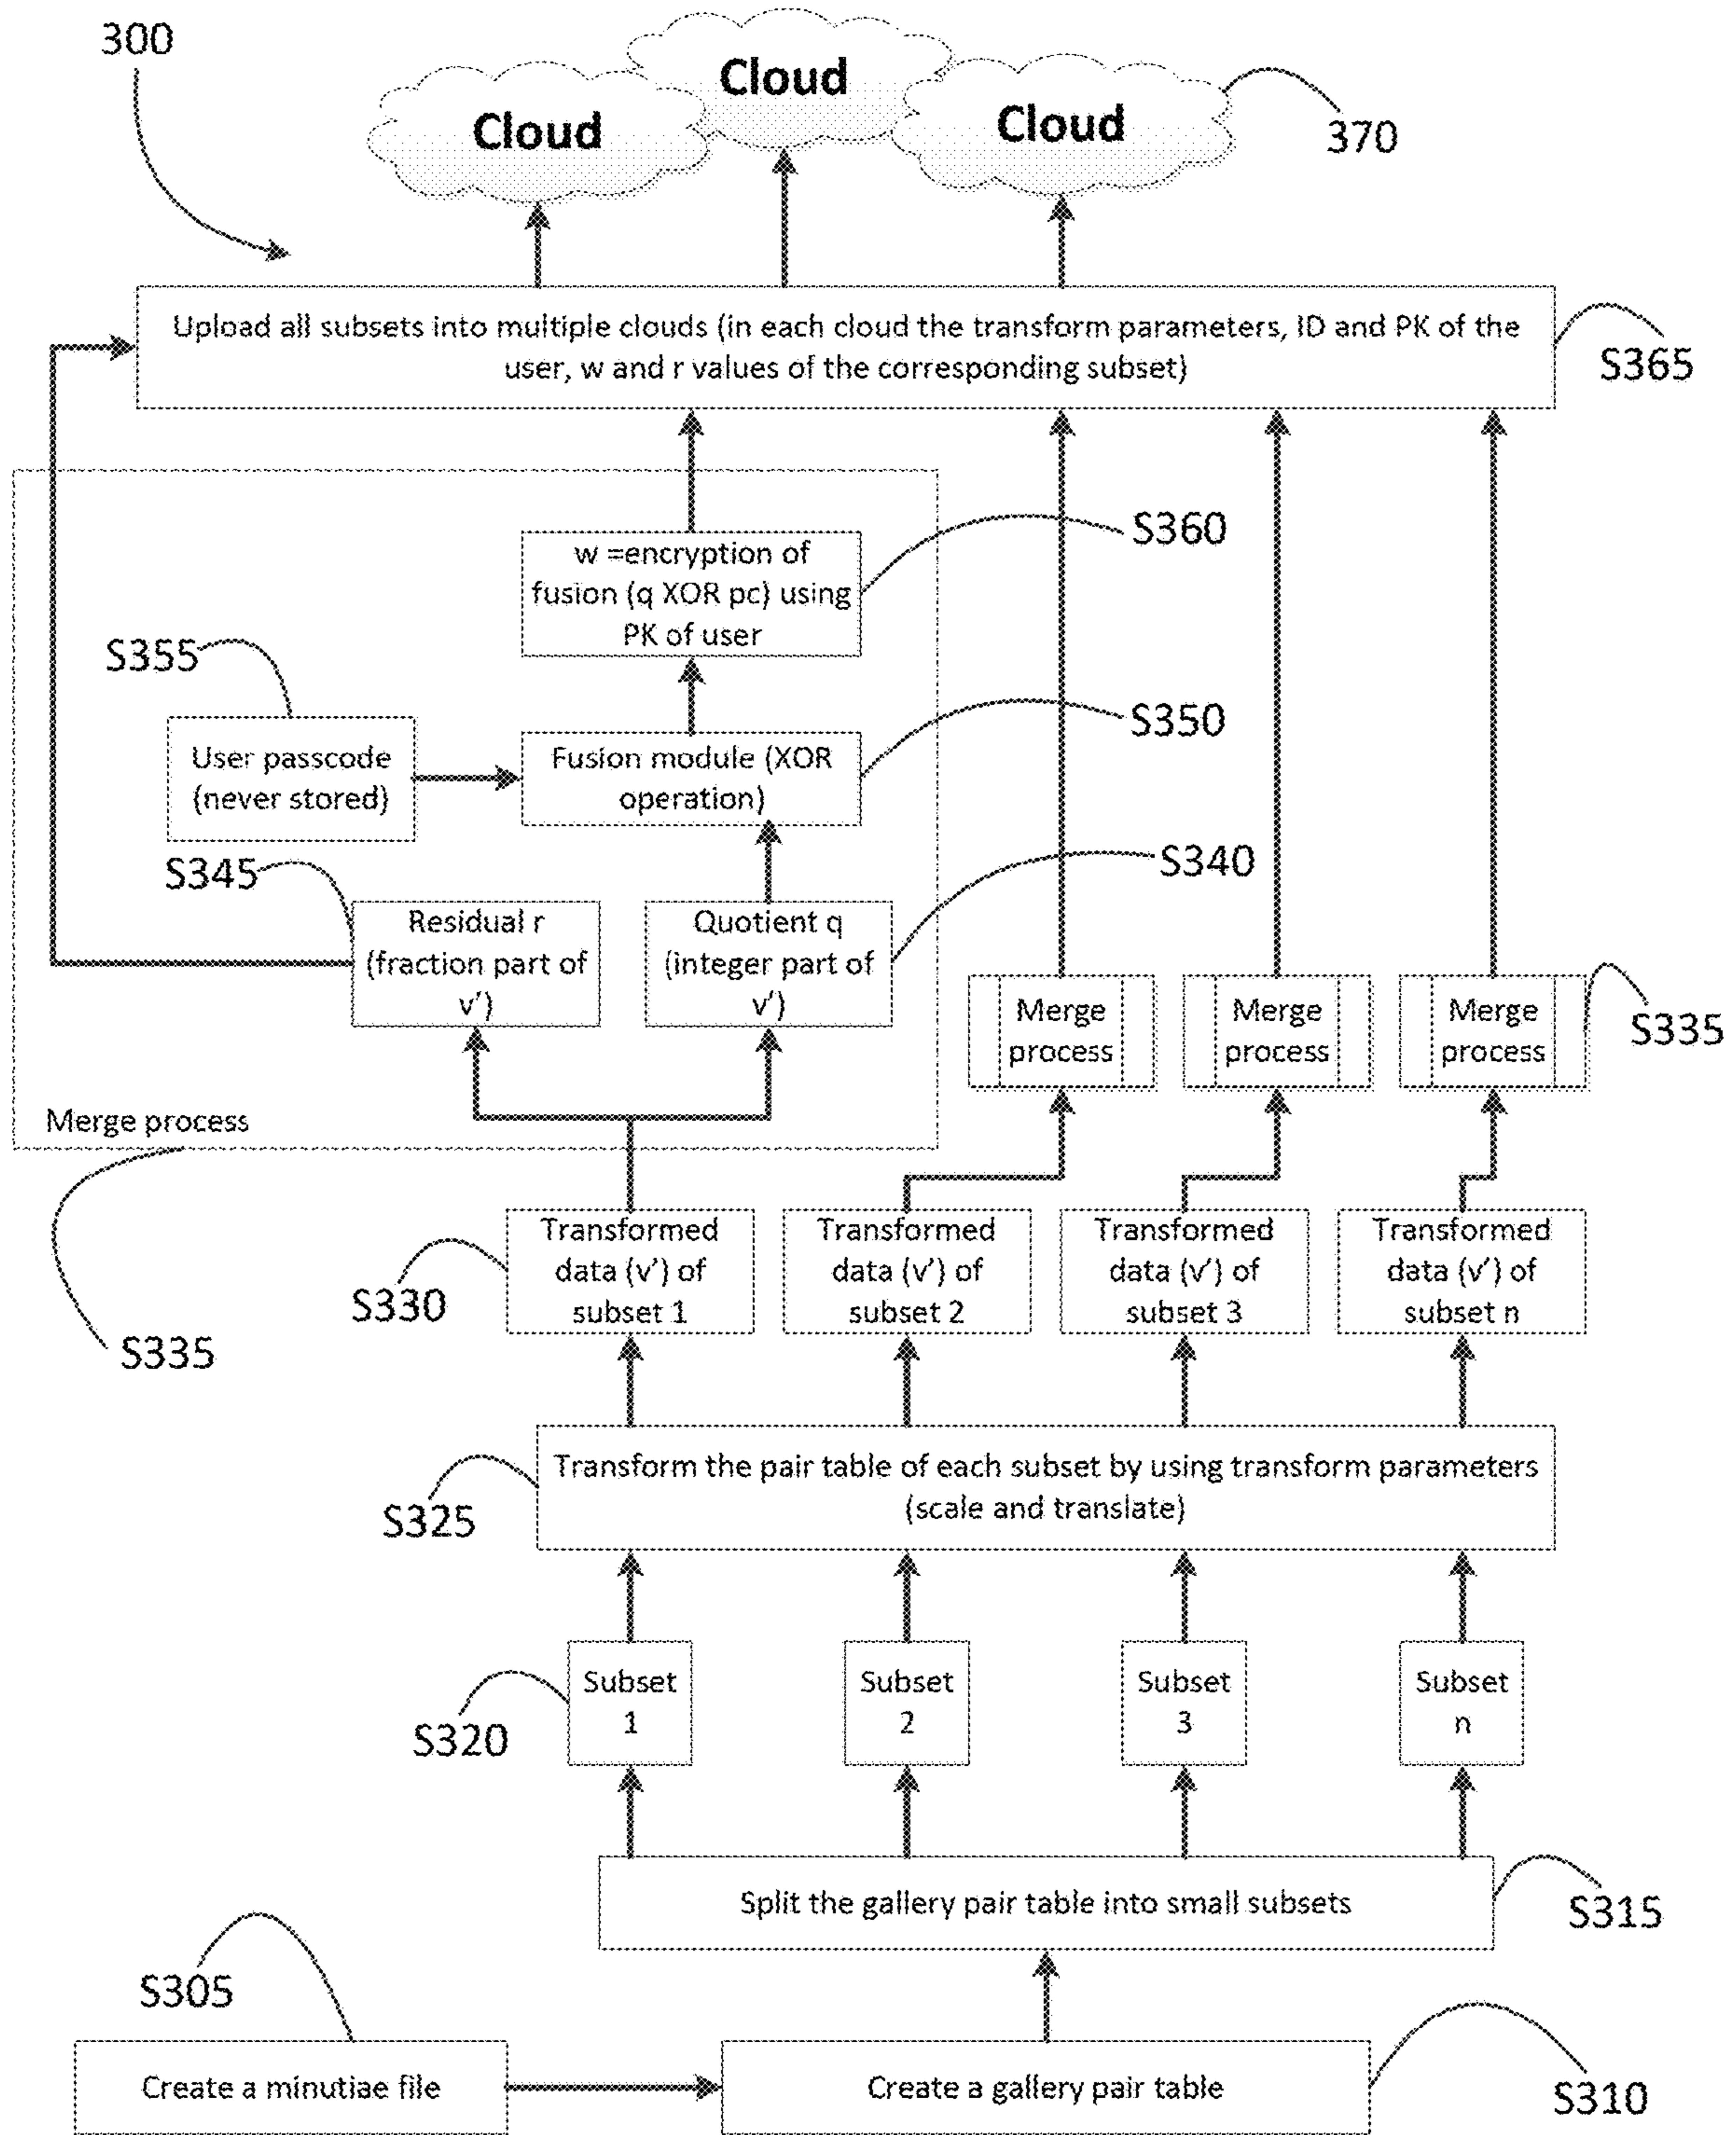 300
Cloud
Cloud
Cloud
370
Upload all subsets into multiple clouds (in each cloud the transform parameters, ID and PK of the
user, w and r values of the corresponding subset)
S365
w =encryption of
fusion (q XOR pc) using
PK of user
S360
S355
User passcode
(never stored)
Fusion module (XOR
operation)
S350
S345
Residual r
(fraction part of
v')
Quotient q
(integer part of
v')
S340
Merge
process
Merge
process
Merge
process
S335
Merge process
S335
Transformed
data (v') of
subset 1
Transformed
data (v') of
subset 2
Transformed
data (v') of
subset 3
Transformed
data (v') of
subset n
S330
Transform the pair table of each subset by using transform parameters
(scale and translate)
S325
Subset
1
Subset
2
Subset
3
Subset
n
S320
Split the gallery pair table into small subsets
S315
S305
Create a minutiae file
Create a gallery pair table
S310